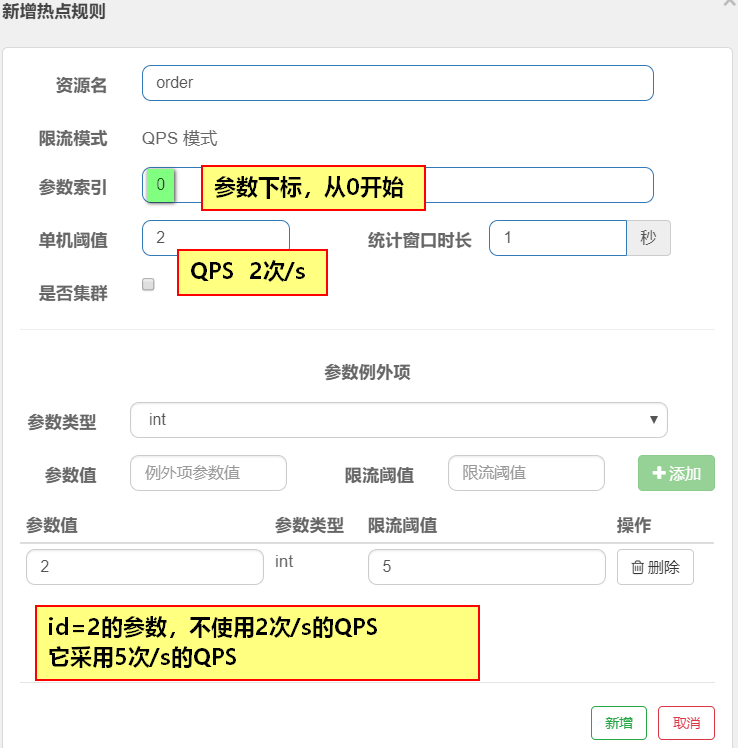 新增热点规则
资源名 order
限流模式 QPS 模式
参数索引 0 参数下标，从0开始
单机阈值 2 统计窗口时长 1 秒
QPS 2次/s
是否集群
参数例外项
参数类型 int
参数值 例外项参数值 限流阈值 限流阈值 添加
参数值 参数类型 限流阈值 操作
2 int 5 删除
id=2的参数，不使用2次/s的QPS
它采用5次/s的QPS
新增 取消